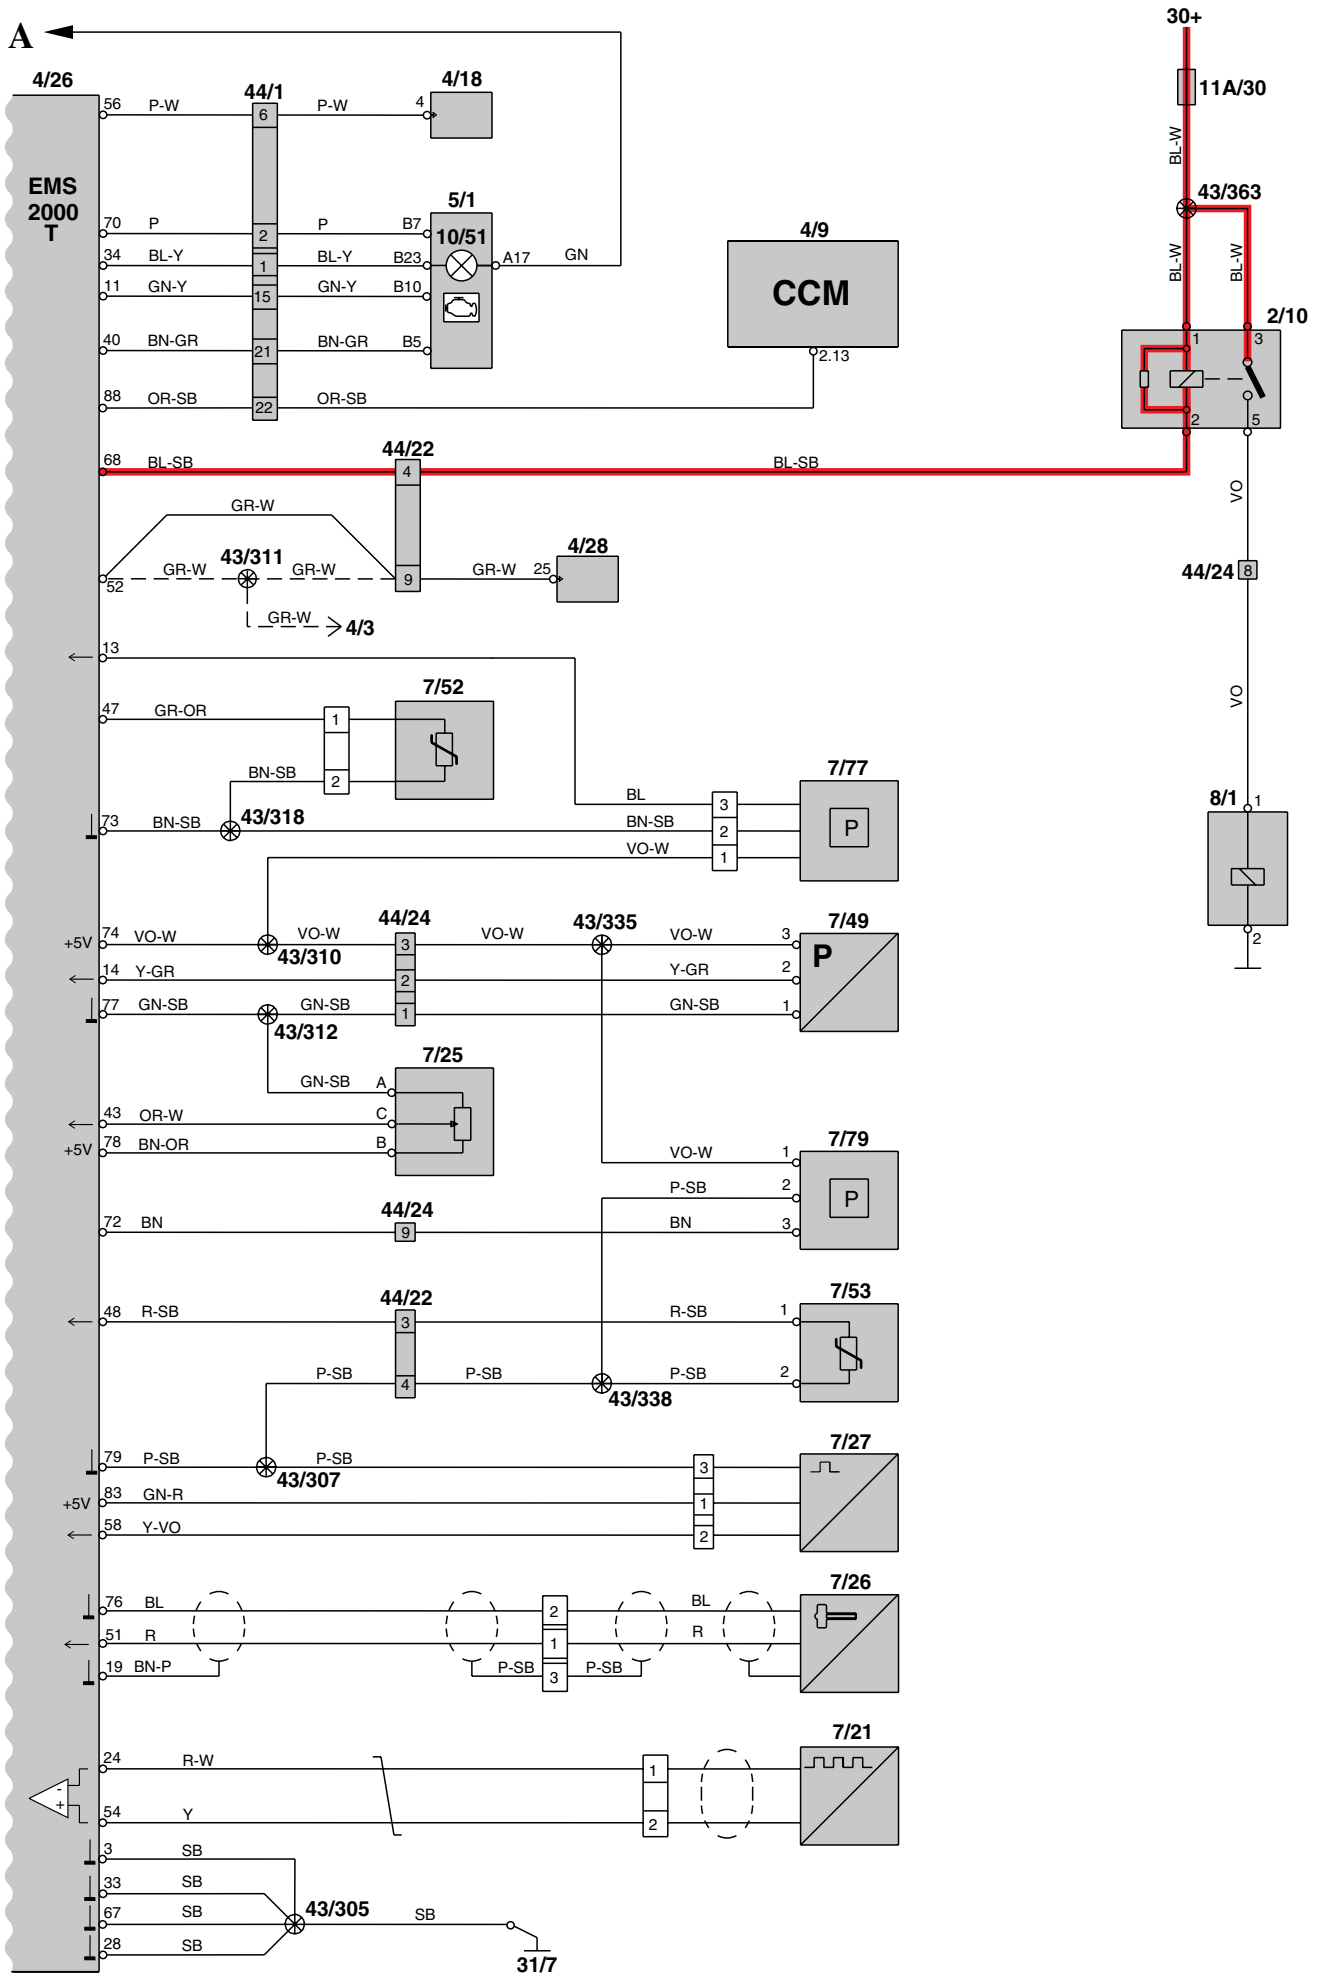 A
30+
4/26
44/1
4/18
11A/30
56 P-W 6 P-W 4
BL-W
EMS
2000
T
5/1
43/363
70 P 2 P B7
10/51
4/9
34 BL-Y 1 BL-Y B23 A17 GN
BL-W BL-W
11 GN-Y 15 GN-Y B10
CCM
2/10
40 BN-GR 21 BN-GR B5
1 3
2.13
88 OR-SB 22 OR-SB
2 5
44/22
68 BL-SB 4 BL-SB
VO
GR-W
43/311
4/28
52 GR-W GR-W 9 GR-W 25
44/24 8
GR-W 4/3
13
7/52
VO
47 GR-OR 1
BN-SB 2
7/77
43/318
BL 3
8/1 1
73 BN-SB BN-SB 2 P
VO-W 1
44/24
43/335
7/49
+5V 74 VO-W VO-W 3 VO-W VO-W 3
2
43/310
P
14 Y-GR 2 Y-GR 2
77 GN-SB GN-SB 1 GN-SB 1
43/312
7/25
GN-SB A
43 OR-W C
+5V 78 BN-OR B
7/79
VO-W 1
P-SB 2 P
44/24
72 BN 9 BN 3
44/22
7/53
48 R-SB 3 R-SB 1
P-SB 4 P-SB P-SB 2
43/338
7/27
79 P-SB P-SB 3
43/307
+5V 83 GN-R 1
58 Y-VO 2
7/26
76 BL 2 BL
51 R 1 R
19 BN-P P-SB 3 P-SB
7/21
24 R-W 1
-
+
54 Y 2
3 SB
33 SB
43/305
67 SB SB
28 SB
31/7